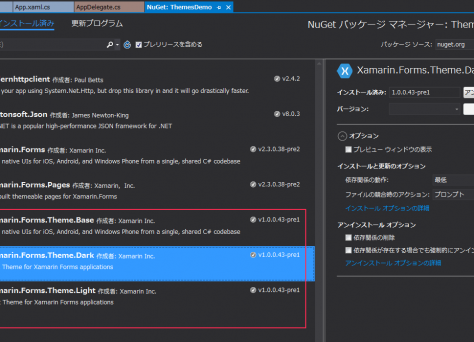 App.xaml.cs
AppDelegate.cs
NuGet: ThemesDemo
インストール済み
更新プログラム
NuGet パッケージ マネージャー: Them
プレリリースを含める
パッケージ ソース: nuget.org
ernhttpclient 作成者: Paul Betts
v2.4.2
your app using System.Net.Http, but drop this library in and it will go drastically faster.
tonsoft.Json 作成者: James Newton-King
v8.0.3
.NET is a popular high-performance JSON framework for .NET
marin.Forms 作成者: Xamarin Inc.
v2.3.0.38-pre2
native UIs for iOS, Android, and Windows Phone from a single, shared C# codebase
marin.Forms.Pages 作成者: Xamarin, Inc.
v2.3.0.38-pre2
built themeable pages for Xamarin.Forms
marin.Forms.Theme.Base 作成者: Xamarin Inc.
v1.0.0.43-pre1
native UIs for iOS, Android, and Windows Phone from a single, shared C# codebase
marin.Forms.Theme.Dark 作成者: Xamarin Inc.
v1.0.0.43-pre1
Theme for Xamarin Forms applications
marin.Forms.Theme.Light 作成者: Xamarin Inc.
v1.0.0.43-pre1
Theme for Xamarin Forms applications
Xamarin.Forms.Theme.Da
インストール済み: 1.0.0.43-pre1
アン
バージョン:
オプション
プレビュー ウィンドウの表示
インストールと更新のオプション
依存関係の動作: 最低
ファイルの競合時のアクション: プロンプト
インストール オプションの詳細
アンインストール オプション
依存関係の削除
依存関係が存在する場合でも強制的にアンイン
アンインストール オプションの詳細